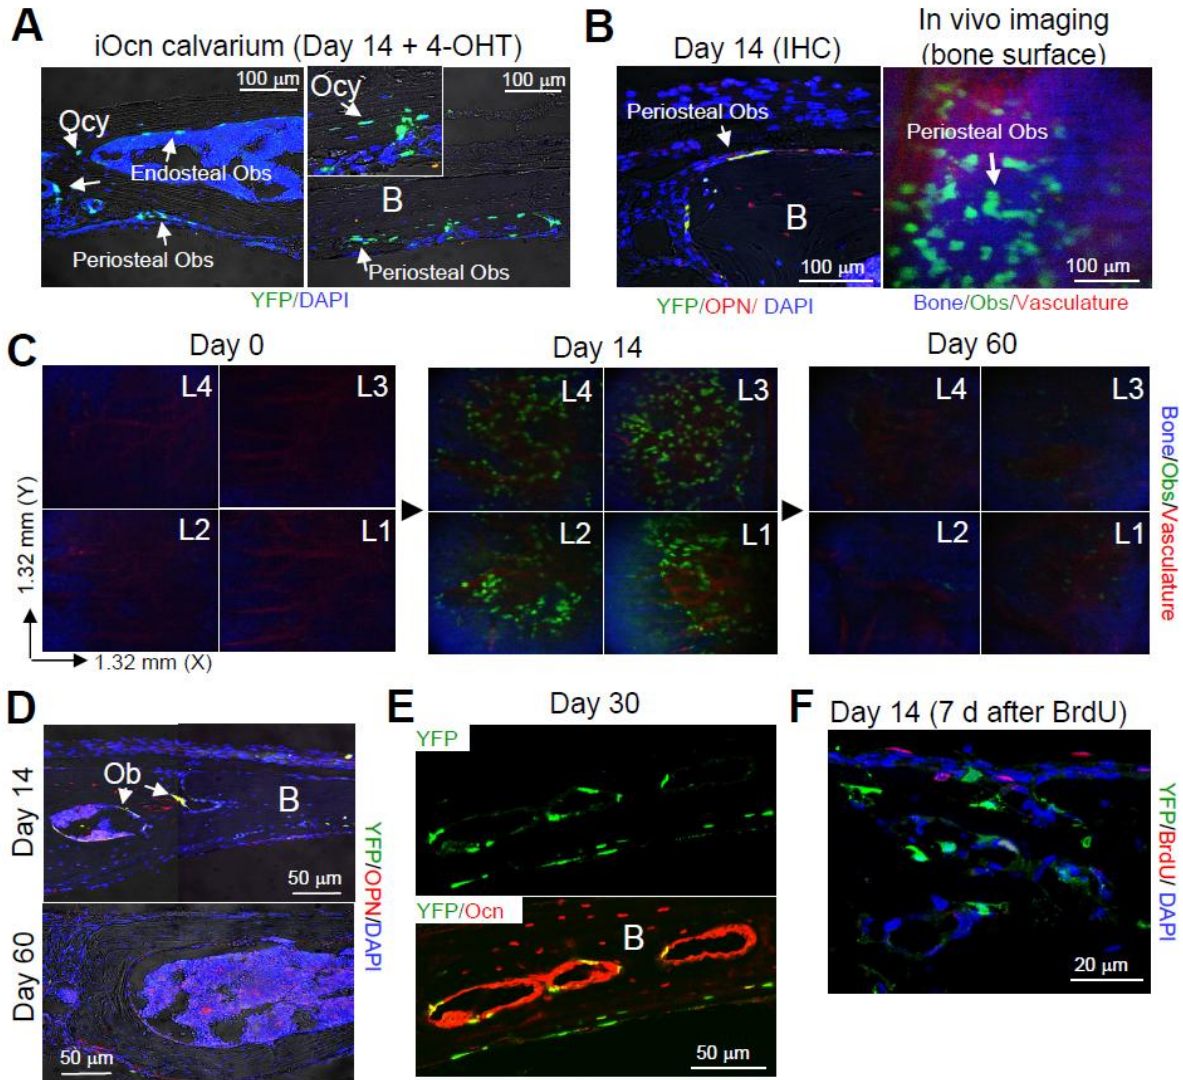 A
iOcn calvarium (Day 14 + 4-OHT)
100 μm
Ocy
Endosteal Obs
Periosteal Obs
Ocy
100 μm
B
Periosteal Obs
YFP/DAPI
B
Day 14 (IHC)
Periosteal Obs
B
100 μm
YFP/OPN/ DAPI
In vivo imaging
(bone surface)
Periosteal Obs
100 μm
Bone/Obs/Vasculature
C
Day 0
L4
L3
L2
L1
1.32 mm (Y)
1.32 mm (X)
Day 14
L4
L3
L2
L1
Day 60
L4
L3
L2
L1
Bone/Obs/Vasculature
D
Day 14
Ob
B
50 μm
Day 60
50 μm
YFP/OPN/DAPI
E
Day 30
YFP
YFP/Ocn
B
50 μm
F
Day 14 (7 d after BrdU)
20 μm
YFP/BrdU/ DAPI